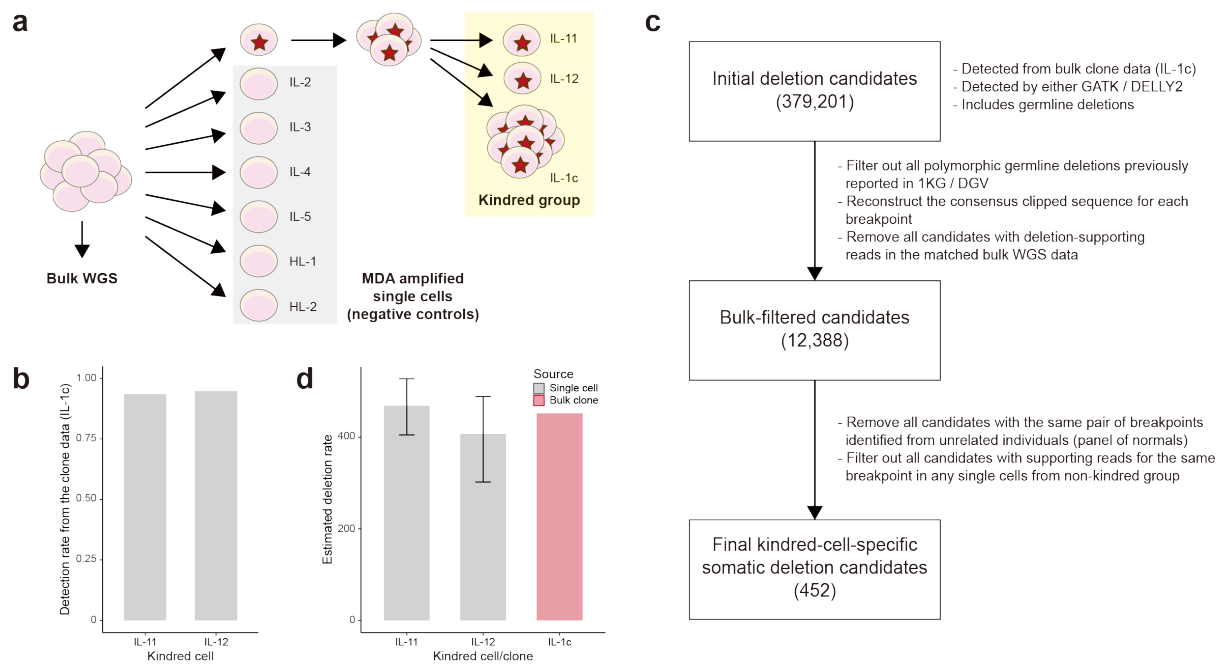 a
IL-2
IL-3
IL-4
IL-5
HL-1
HL-2
Bulk WGS
MDA amplified
single cells
(negative controls)
IL-11
IL-12
IL-1c
Kindred group
b
Detection rate from the clone data (IL-1c)
1.00
0.75
0.50
0.25
0
IL-11
IL-12
Kindred cell
d
Estimated deletion rate
400
200
0
Source
Single cell
Bulk clone
IL-11
IL-12
IL-1c
Kindred cell/clone
c
Initial deletion candidates
(379,201)
- Detected from bulk clone data (IL-1c)
- Detected by either GATK / DELLY2
- Includes germline deletions
- Filter out all polymorphic germline deletions previously
reported in 1KG / DGV
- Reconstruct the consensus clipped sequence for each
breakpoint
- Remove all candidates with deletion-supporting
reads in the matched bulk WGS data
Bulk-filtered candidates
(12,388)
- Remove all candidates with the same pair of breakpoints
identified from unrelated individuals (panel of normals)
- Filter out all candidates with supporting reads for the same
breakpoint in any single cells from non-kindred group
Final kindred-cell-specific
somatic deletion candidates
(452)